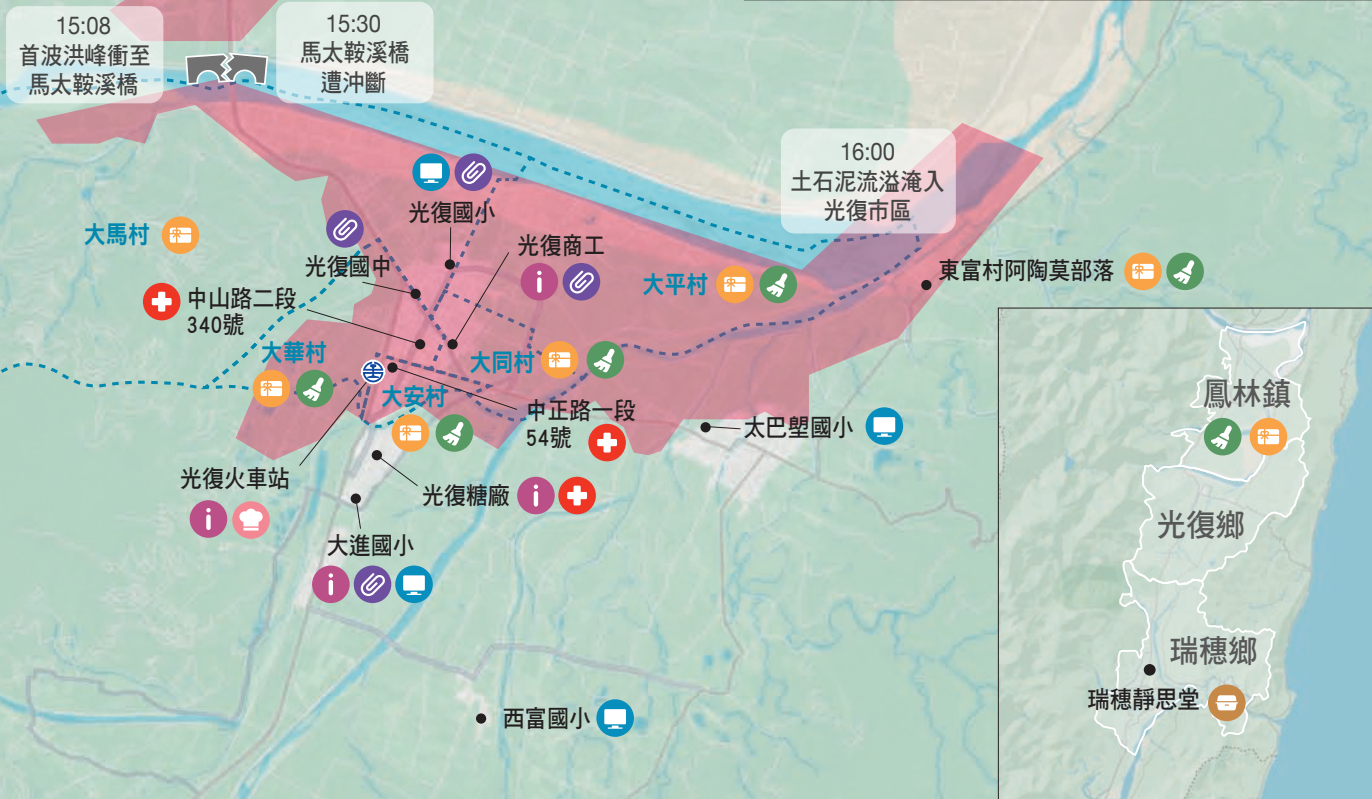 15:08
首波洪峰衝至
馬太鞍溪橋
15:30
馬太鞍溪橋
遭沖斷
16:00
土石泥流溢淹入
光復市區
光復國小
大馬村
光復國中
光復商工
i
大平村
東富村阿陶莫部落
中山路二段
340號
大華村
大同村
大安村
中正路一段
54號
太巴塱國小
光復火車站
i
光復糖廠
i
大進國小
i
西富國小
鳳林鎮
光復鄉
瑞穗鄉
瑞穗靜思堂